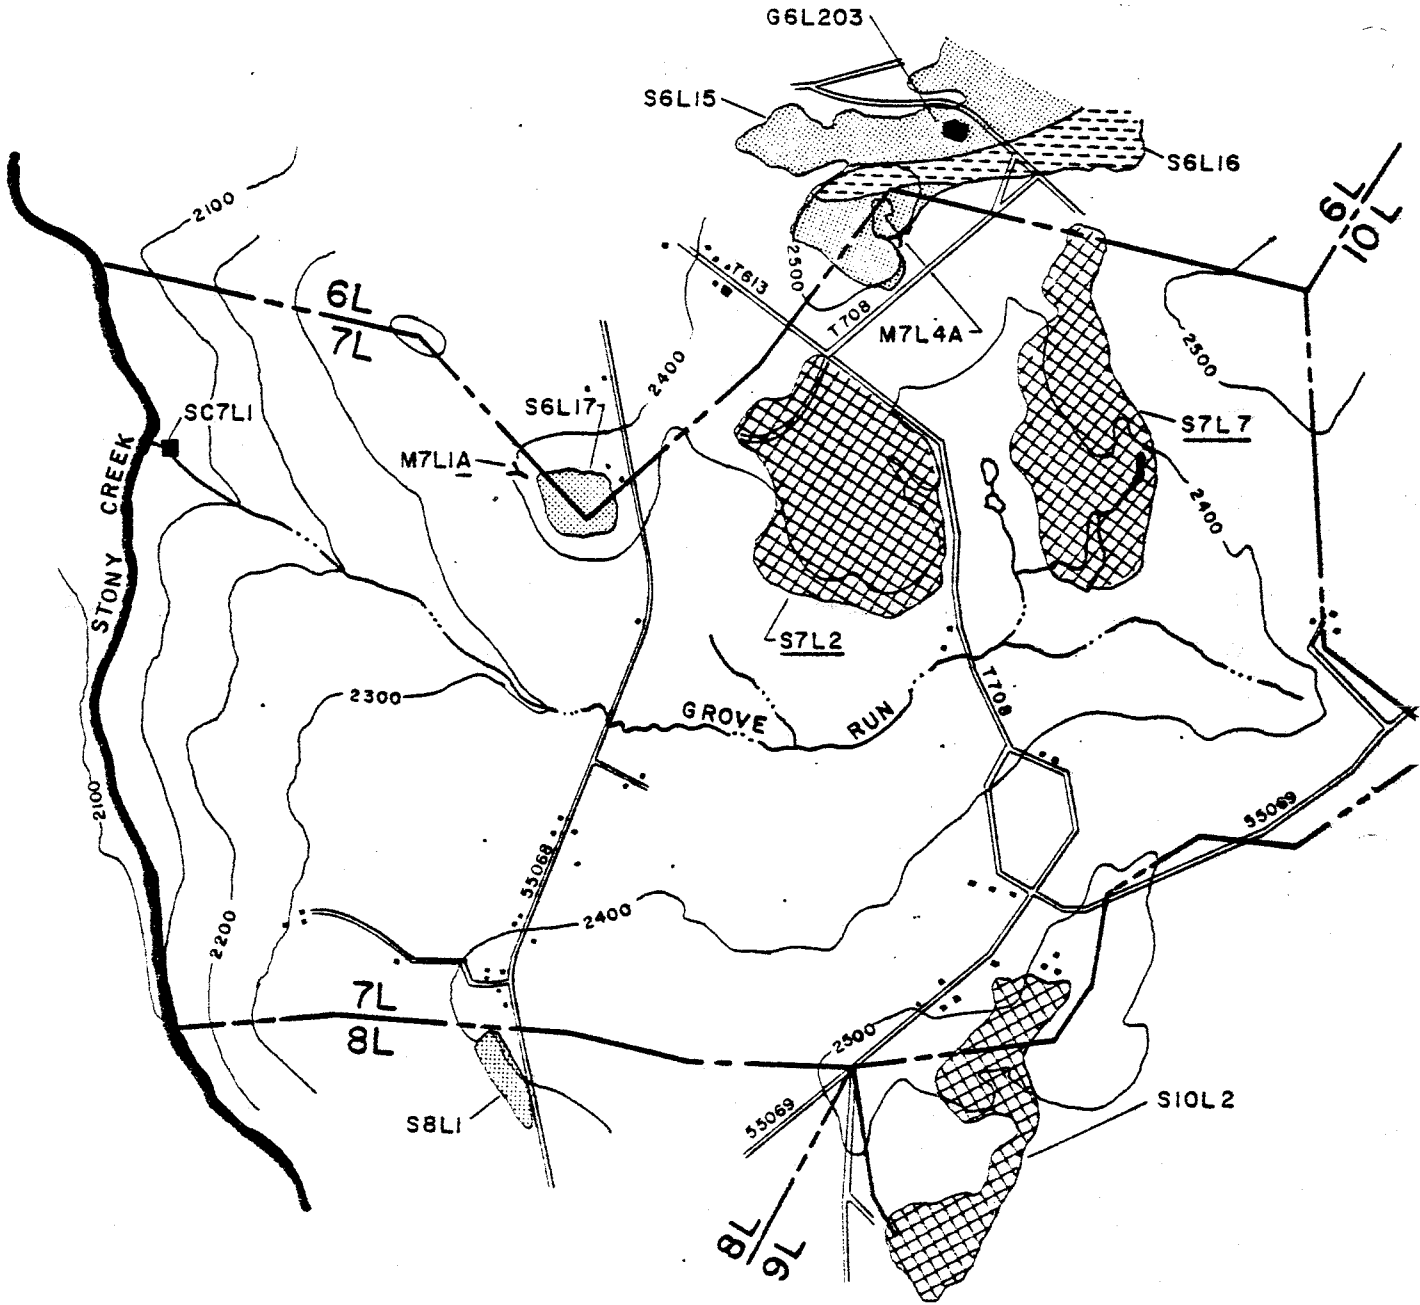 G6L203
S6L15
S6L16
6L
10L
2100
T613
2500
T708
M7L4A
6L
7L
2500
2400
S6L17
SC7L1
M7L1A
S7L7
STONY CREEK
2400
S7L2
2300
GROVE RUN
T708
2100
55069
55068
2400
2200
7L
8L
2500
S10L2
S8L1
55069
8L
9L